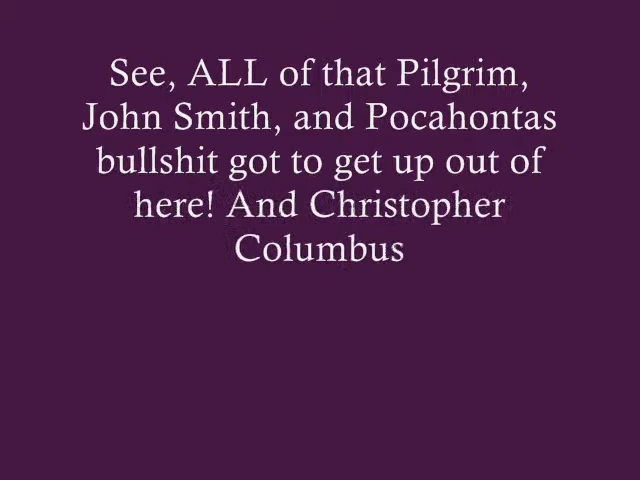 See, ALL of that Pilgrim,
John Smith, and Pocahontas
bullshit got to get up out of
here! And Christopher
Columbus